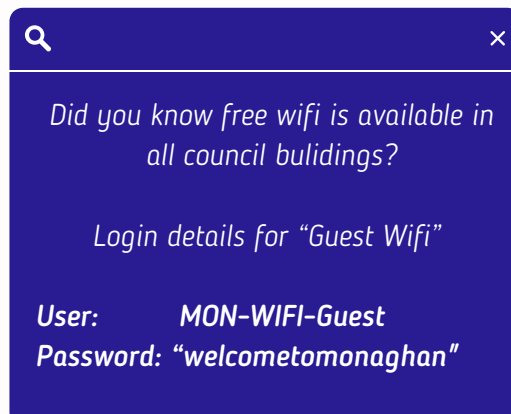 Did you know free wifi is available in
all council bulidings?
Login details for “Guest Wifi”
User: MON-WIFI-Guest
Password: “welcometomonaghan”